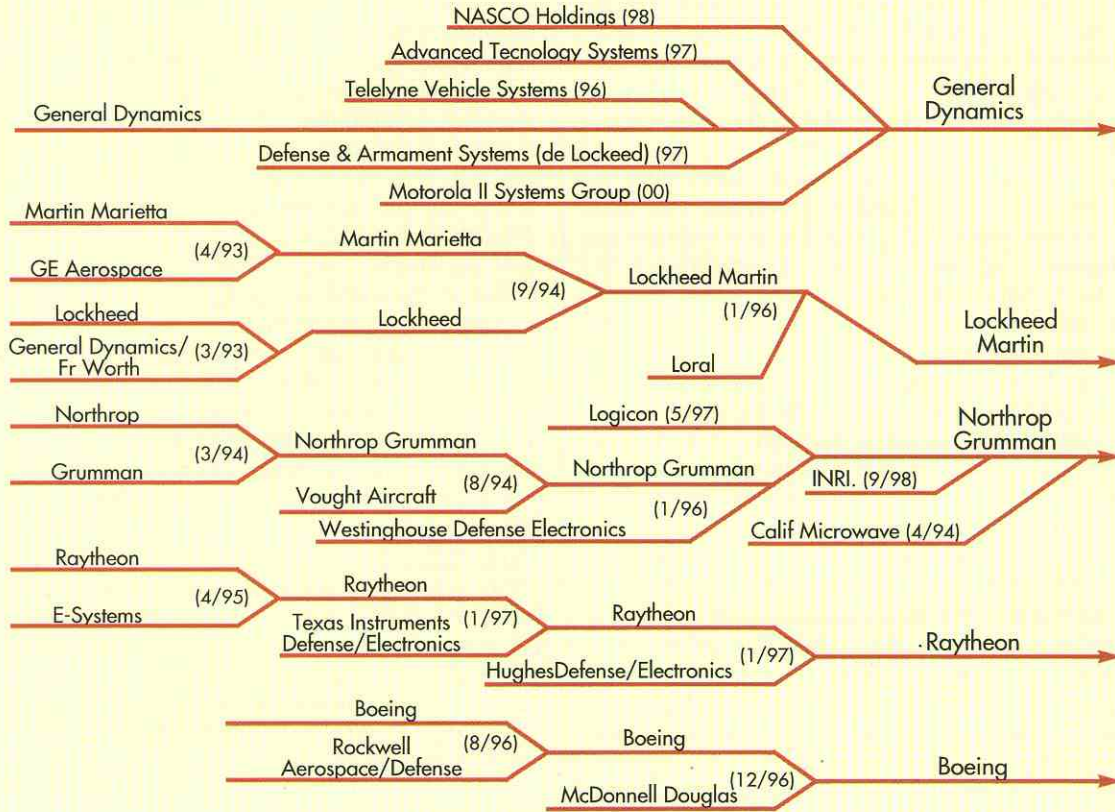 NASCO Holdings (98)
Advanced Tecnology Systems (97)
Telelyne Vehicle Systems (96)
General Dynamics
General
Dynamics
Defense & Armament Systems (de Lockeed) (97)
Motorola II Systems Group (00)
Martin Marietta
(4/93)
GE Aerospace
Martin Marietta
(9/94)
Lockheed
General Dynamics/
Fr Worth
(3/93)
Lockheed
Lockheed Martin
(1/96)
Loral
Lockheed
Martin
Northrop
(3/94)
Grumman
Northrop Grumman
(8/94)
Vought Aircraft
Logicon (5/97)
Northrop Grumman
(1/96)
Westinghouse Defense Electronics
Northrop
Grumman
INRI. (9/98)
Calif Microwave (4/94)
Raytheon
(4/95)
E-Systems
Raytheon
(1/97)
Texas Instruments
Defense/Electronics
Raytheon
(1/97)
HughesDefense/Electronics
Raytheon
Boeing
(8/96)
Rockwell
Aerospace/Defense
Boeing
(12/96)
McDonnell Douglas
Boeing